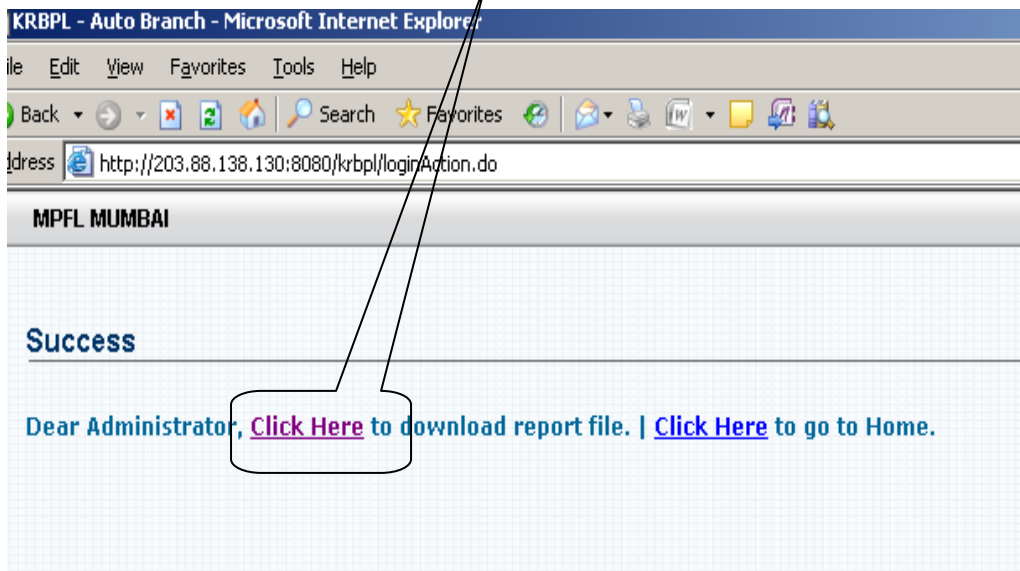 KRBPL - Auto Branch - Microsoft Internet Explorer
ile Edit View Favorites Tools Help
Back Search Favorites
ddress http://203.88.138.130:8080/krbpl/loginAction.do
MPFL MUMBAI
Success
Dear Administrator, Click Here to download report file. | Click Here to go to Home.